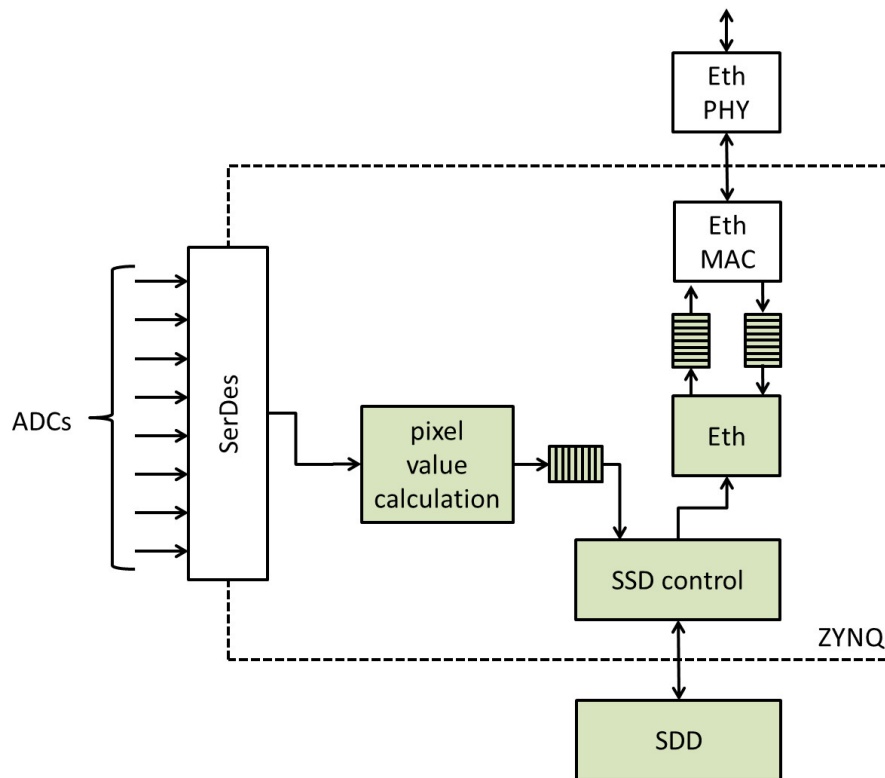 Eth
PHY
Eth
MAC
ADCs
SerDes
pixel
value
calculation
Eth
SSD control
ZYNQ
SDD